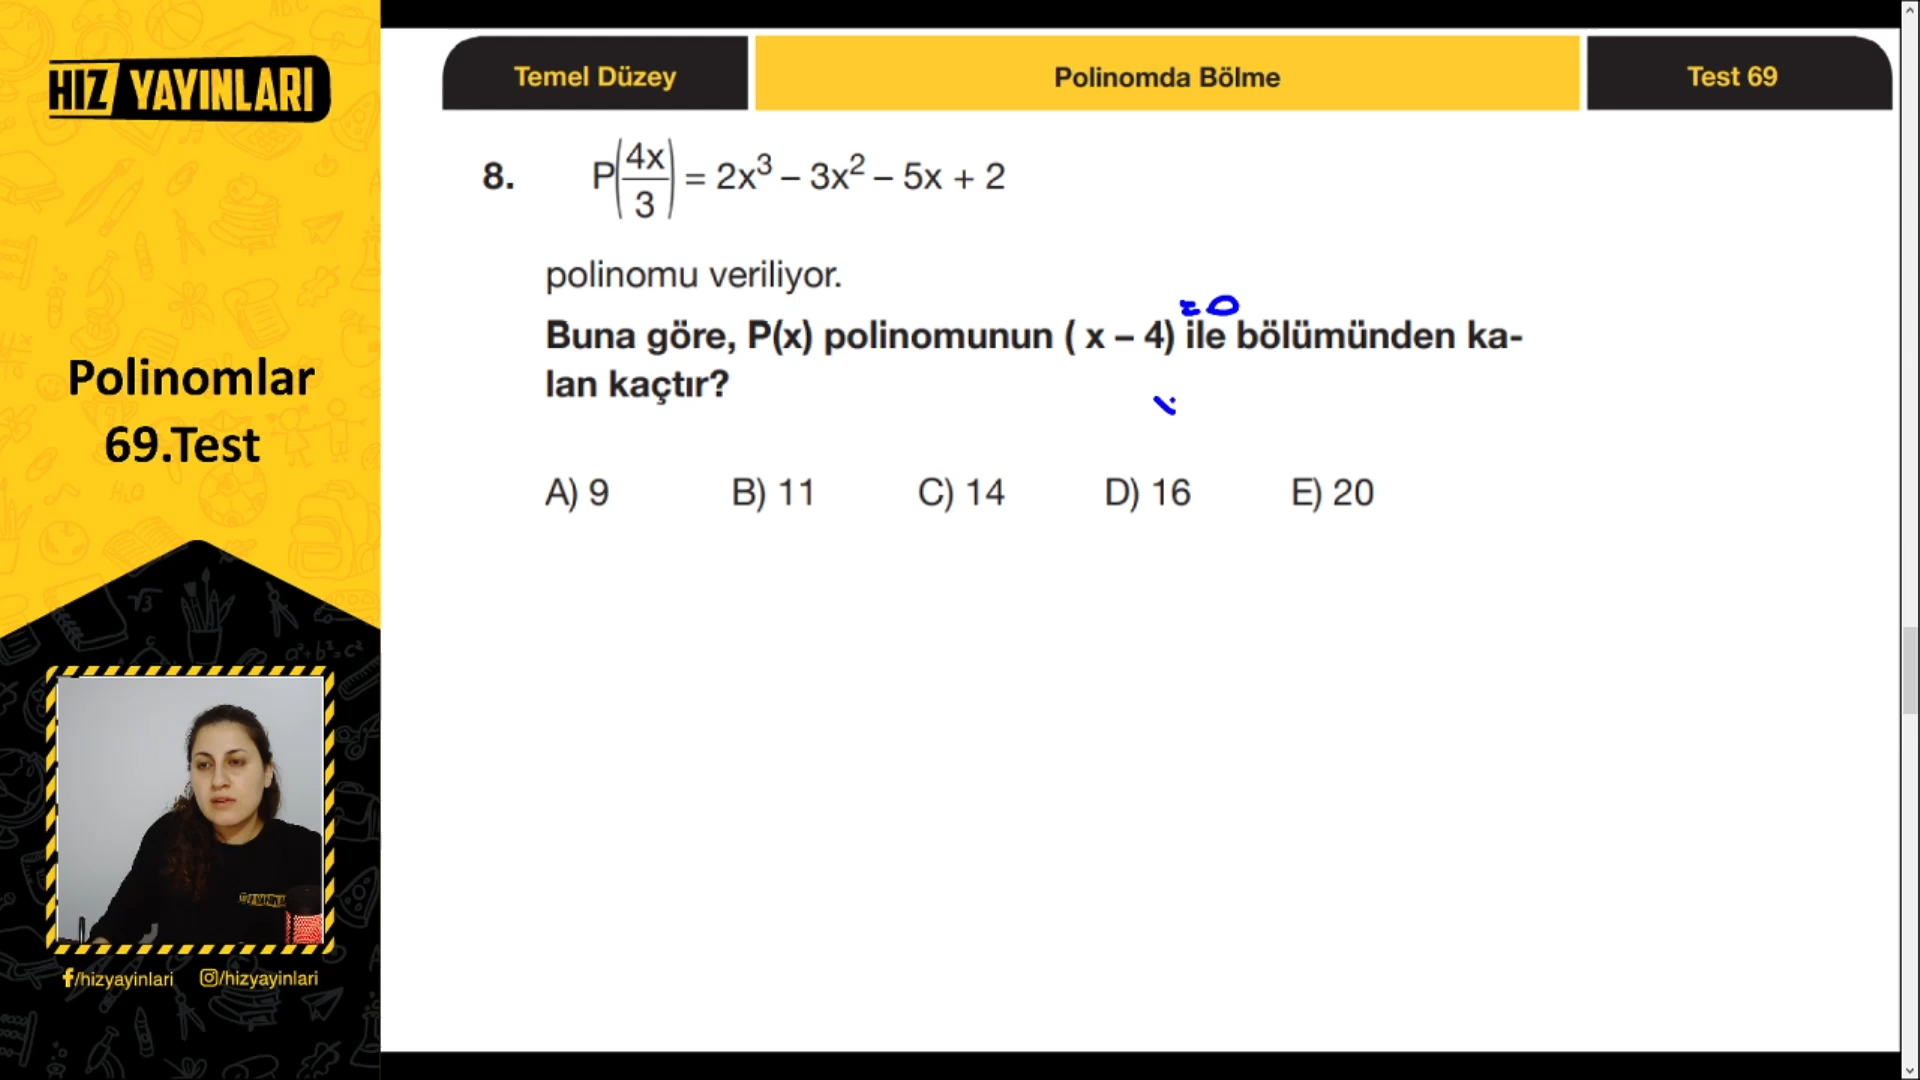 HIZ YAYINLARI
Temel Düzey
Polinomda Bölme
Test 69
8. P(4x/3) = 2x³ – 3x² – 5x + 2
polinomu veriliyor.
= 0
Buna göre, P(x) polinomunun ( x – 4) ile bölümünden ka-
lan kaçtır?
A) 9 B) 11 C) 14 D) 16 E) 20
Polinomlar
69.Test
/hizyayinlari /hizyayinlari